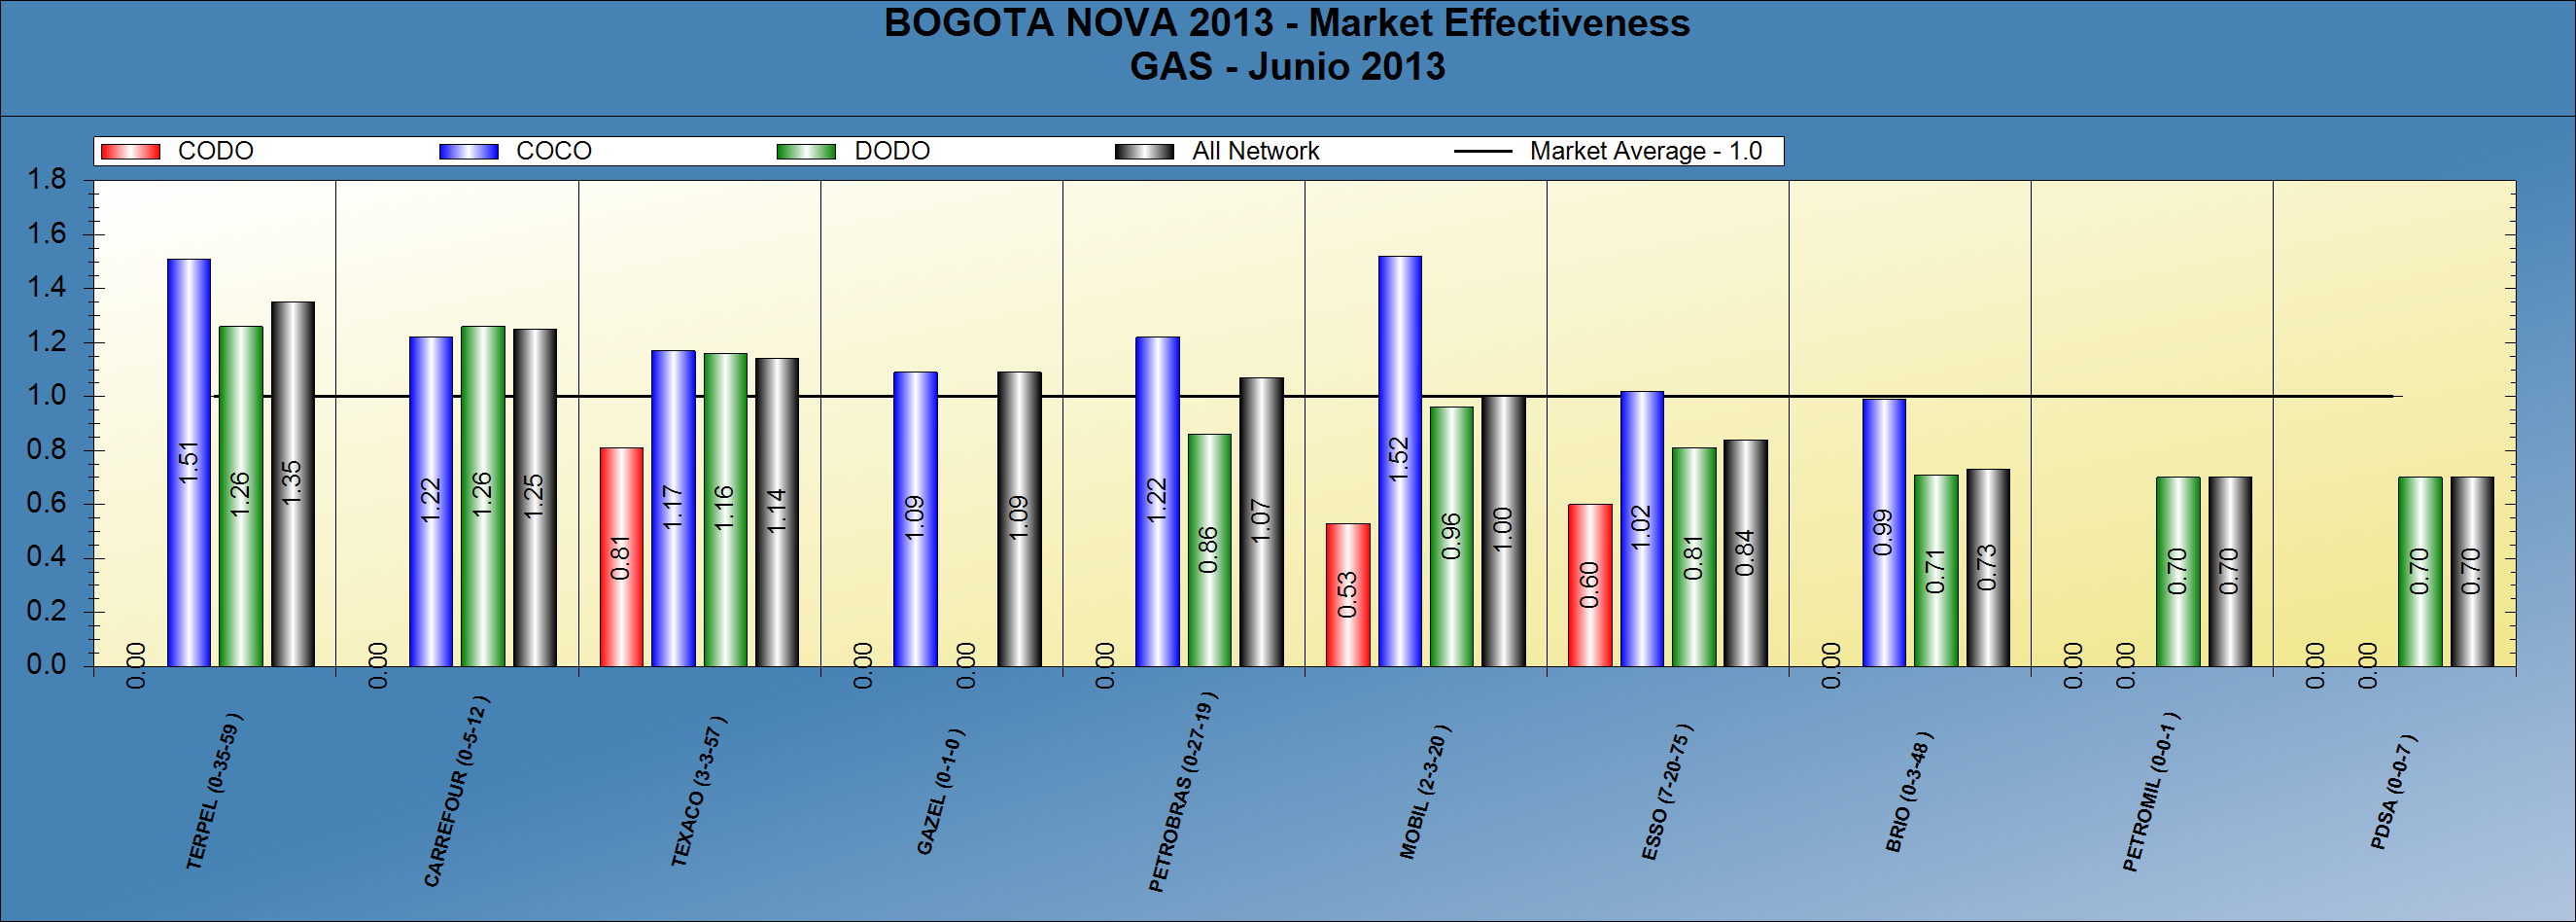 BOGOTA NOVA 2013 - Market Effectiveness
GAS - Junio 2013
CODO COCO DODO All Network Market Average - 1.0
1.8
1.6
1.4
1.2
1.0
0.8
0.6
0.4
0.2
0.0
0.00 1.51 1.26 1.35
0.00 1.22 1.26 1.25
0.81 1.17 1.16 1.14
0.00 1.09 0.00 1.09
0.00 1.22 0.86 1.07
0.53 1.52 0.96 1.00
0.60 1.02 0.81 0.84
0.00 0.99 0.71 0.73
0.00 0.00 0.70 0.70
0.00 0.00 0.70 0.70
TERPEL (0-35-59 )
CARREFOUR (0-5-12 )
TEXACO (3-3-57 )
GAZEL (0-1-0 )
PETROBRAS (0-27-19 )
MOBIL (2-3-20 )
ESSO (7-20-75 )
BRIO (0-3-48 )
PETROMIL (0-0-1 )
PDSA (0-0-7 )